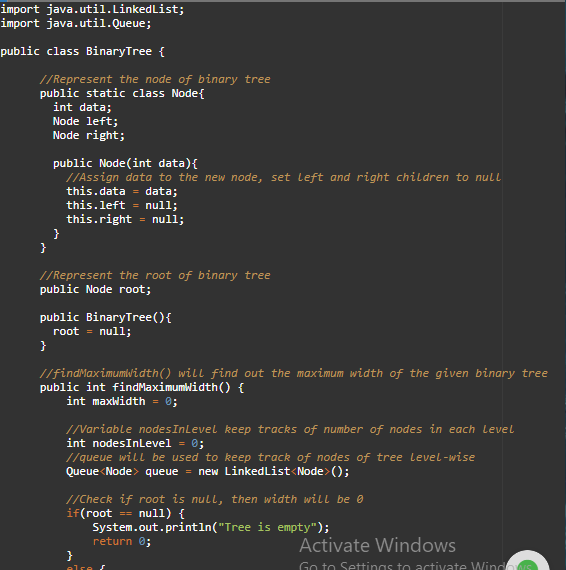 import java.util.LinkedList;
import java.util.Queue;
public class BinaryTree {
//Represent the node of binary tree
public static class Node{
int data;
Node left;
Node right;
public Node(int data){
//Assign data to the new node, set left and right children to null
this.data = data;
this.left = null;
this.right = null;
}
}
//Represent the root of binary tree
public Node root;
public BinaryTree(){
root = null;
}
//findMaximumWidth() will find out the maximum width of the given binary tree
public int findMaximumWidth() {
int maxWidth = 0;
//Variable nodesInLevel keep tracks of number of nodes in each level
int nodesInLevel = 0;
//queue will be used to keep track of nodes of tree level-wise
Queue<Node> queue = new LinkedList<Node>();
//Check if root is null, then width will be 0
if(root == null) {
System.out.println("Tree is empty");
return 0;
}
else {
Activate Windows
Go to Settings to activate Windows